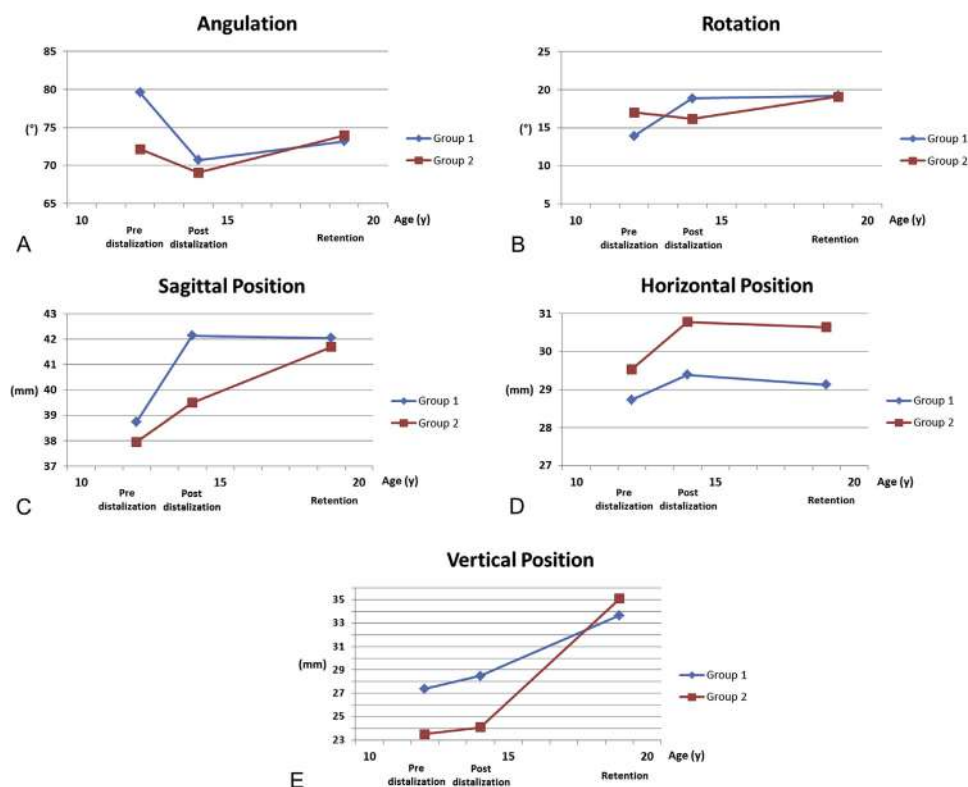 Angulation
85
80
75
70
65
(°)
Group 1
Group 2
10 15 20 Age (y)
Pre distalization
Post distalization
Retention
A
Rotation
25
20
15
10
5
(°)
Group 1
Group 2
10 15 20 Age (y)
Pre distalization
Post distalization
Retention
B
Sagittal Position
43
42
41
40
39
38
37
(mm)
Group 1
Group 2
10 15 20 Age (y)
Pre distalization
Post distalization
Retention
C
Horizontal Position
31
30
29
28
27
(mm)
Group 1
Group 2
10 15 20 Age (y)
Pre distalization
Post distalization
Retention
D
Vertical Position
35
33
31
29
27
25
23
(mm)
Group 1
Group 2
10 15 20 Age (y)
Pre distalization
Post distalization
Retention
E